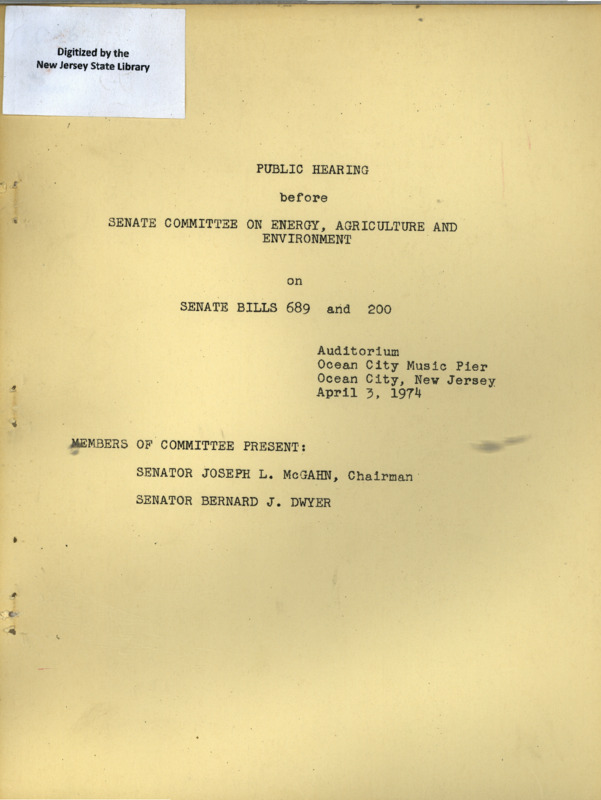 Digitized by the
New Jersey State Library
PUBLIC HEARING
before
SENATE COMMITTEE ON ENERGY, AGRICULTURE AND
ENVIRONMENT
on
SENATE BILLS 689 and 200
Auditorium
Ocean City Music Pier
Ocean City, New Jersey
April 3, 1974
MEMBERS OF COMMITTEE PRESENT:
SENATOR JOSEPH L. McGAHN, Chairman
SENATOR BERNARD J. DWYER